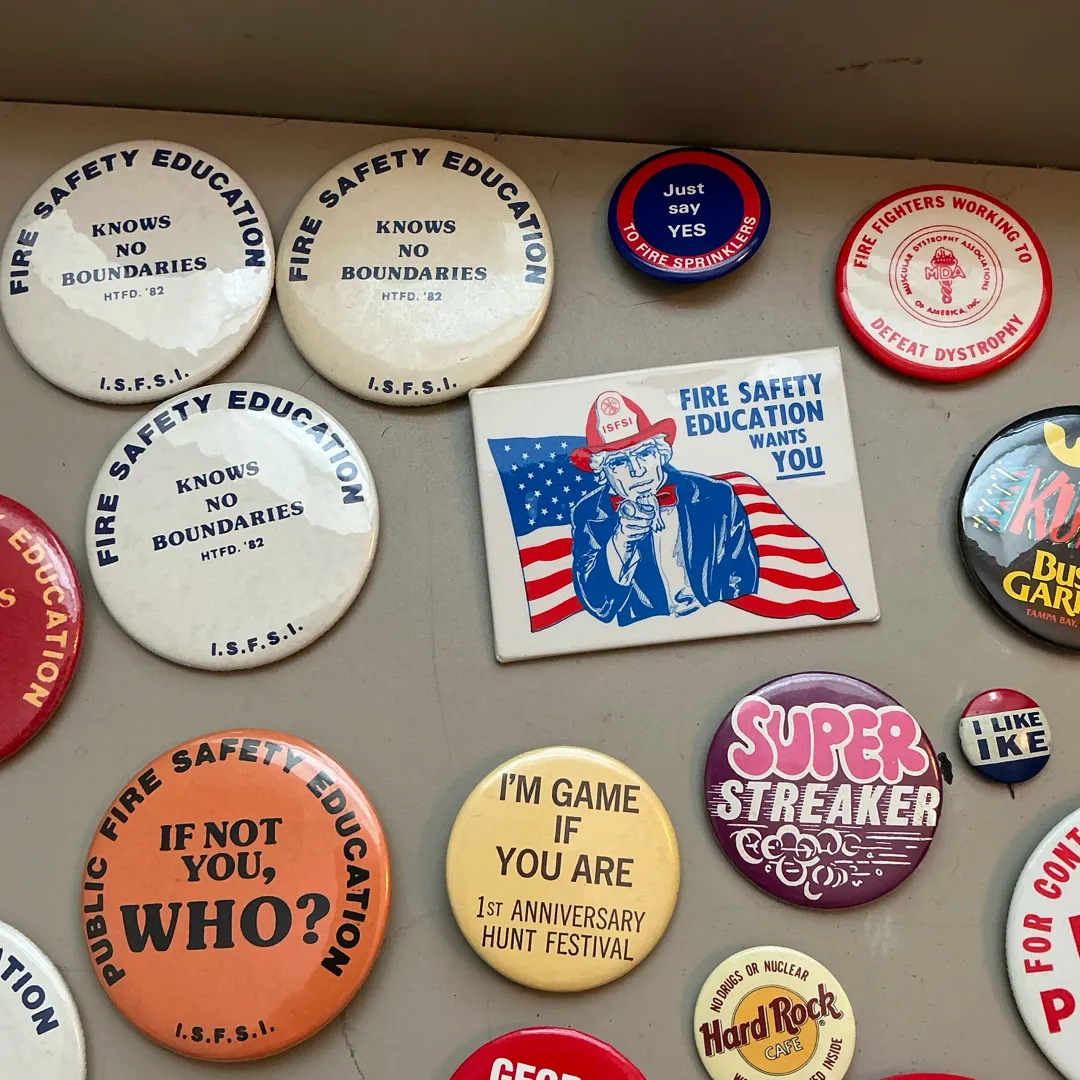 FIRE SAFETY EDUCATION
KNOWS
NO
BOUNDARIES
HTFD. '82
I.S.F.S.I.
FIRE SAFETY EDUCATION
KNOWS
NO
BOUNDARIES
HTFD. '82
I.S.F.S.I.
Just
say
YES
TO FIRE SPRINKLERS
FIRE FIGHTERS WORKING TO
MUSCULAR DYSTROPHY ASSOCIATIONS
MDA
OF AMERICA, INC
DEFEAT DYSTROPHY
FIRE SAFETY EDUCATION
KNOWS
NO
BOUNDARIES
HTFD. '82
I.S.F.S.I.
ISFSI
FIRE SAFETY
EDUCATION
WANTS
YOU
TAMPA BAY,
EDUCATION
PUBLIC FIRE SAFETY EDUCATION
IF NOT
YOU,
WHO?
I.S.F.S.I.
I'M GAME
IF
YOU ARE
1ST ANNIVERSARY
HUNT FESTIVAL
SUPER
STREAKER
I LIKE
IKE
NO DRUGS OR NUCLEAR
Hard Rock
CAFE
INSIDE
FOR